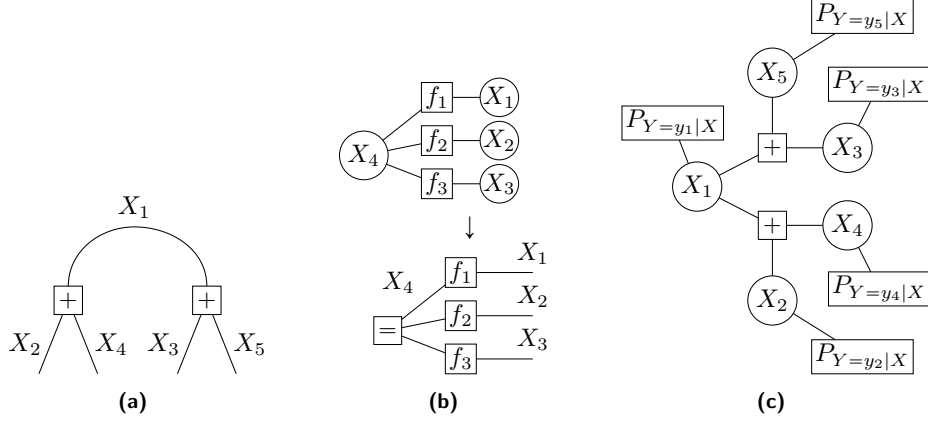 X₁
+
+
X₂
X₄
X₃
X₅
(a)
f₁
X₁
X₄
f₂
X₂
f₃
X₃
↓
X₄
f₁
X₁
=
f₂
X₂
f₃
X₃
(b)
P_{Y=y₅|X}
X₅
P_{Y=y₃|X}
P_{Y=y₁|X}
+
X₃
X₁
+
X₄
P_{Y=y₄|X}
X₂
P_{Y=y₂|X}
(c)